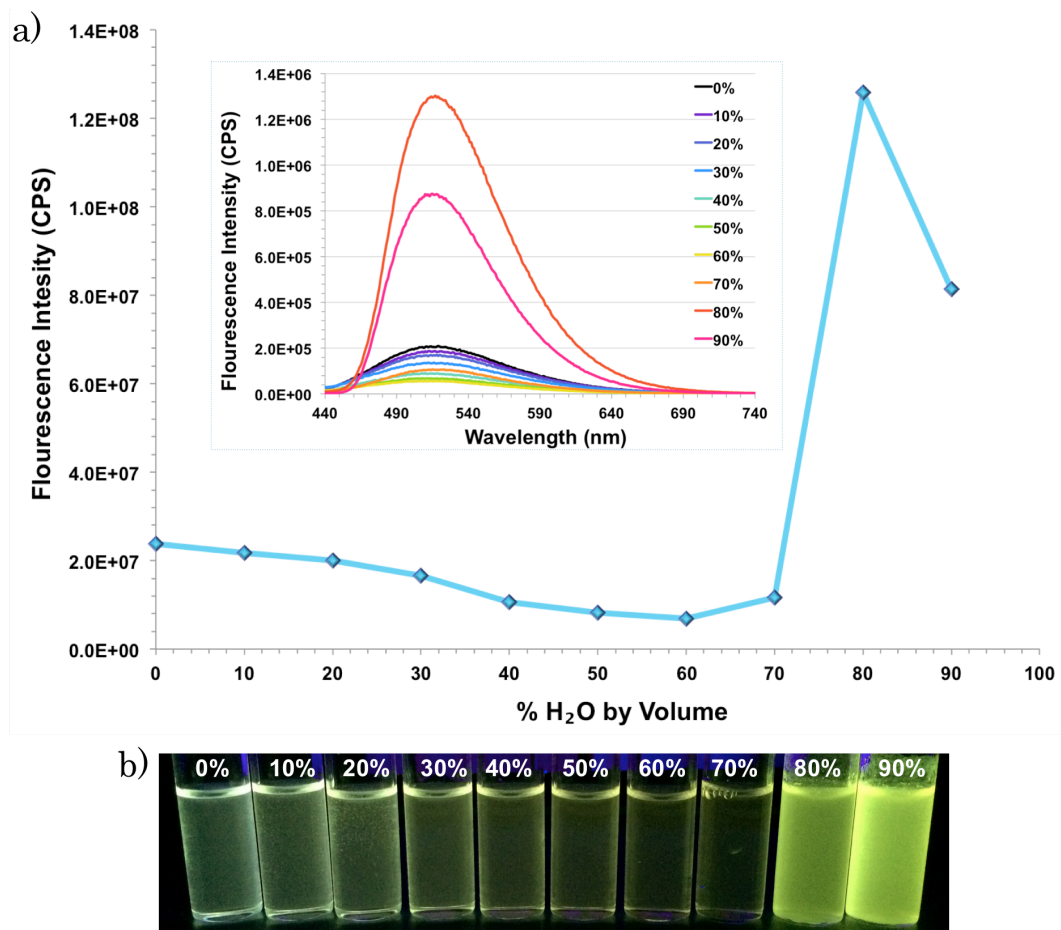 a)
Flourescence Intesity (CPS)
1.4E+08
1.2E+08
1.0E+08
8.0E+07
6.0E+07
4.0E+07
2.0E+07
0.0E+00
0 10 20 30 40 50 60 70 80 90 100
% H₂O by Volume
Flourescence Intensity (CPS)
1.4E+06
1.2E+06
1.0E+06
8.0E+05
6.0E+05
4.0E+05
2.0E+05
0.0E+00
440 490 540 590 640 690 740
Wavelength (nm)
0%
10%
20%
30%
40%
50%
60%
70%
80%
90%
b)
0% 10% 20% 30% 40% 50% 60% 70% 80% 90%